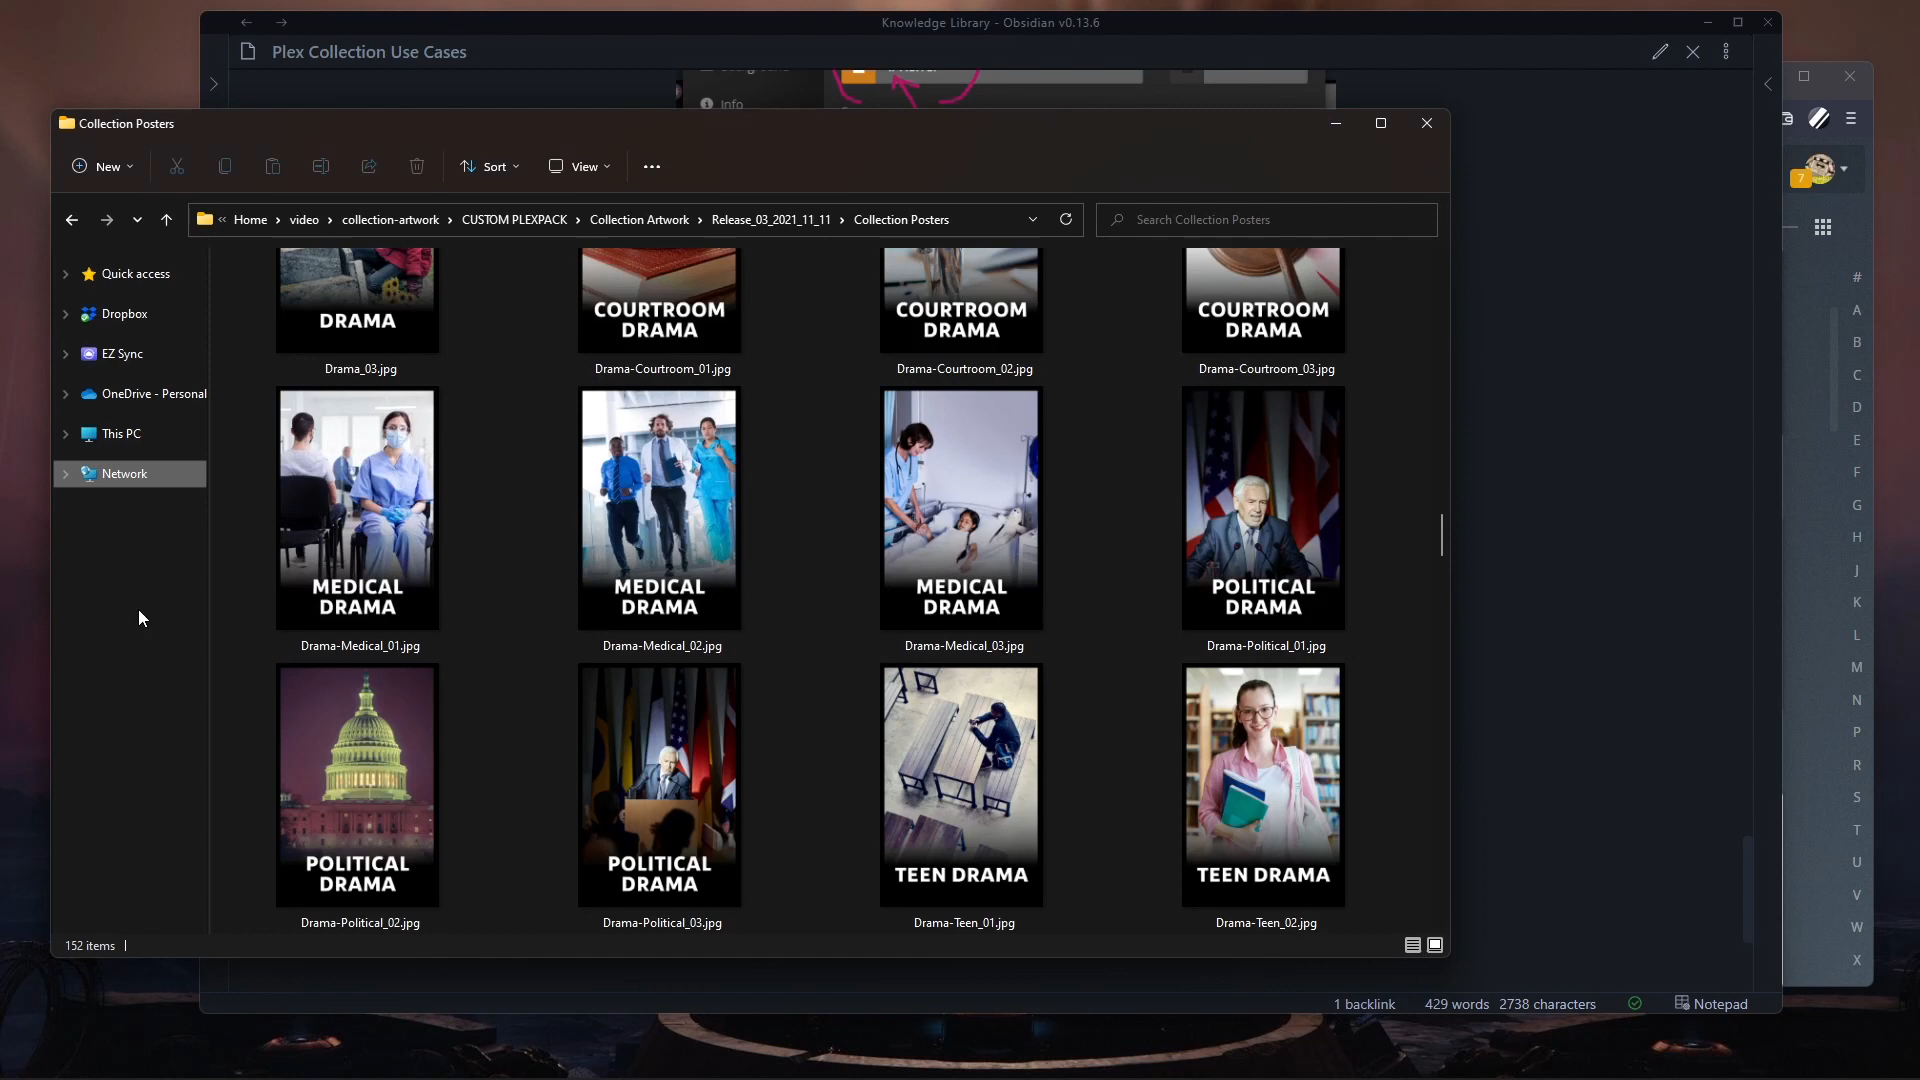 Knowledge Library - Obsidian v0.13.6
Plex Collection Use Cases
Info
Collection Posters
New
Sort
View
Home
video
collection-artwork
CUSTOM PLEXPACK
Collection Artwork
Release_03_2021_11_11
Collection Posters
Search Collection Posters
7
Quick access
Dropbox
EZ Sync
OneDrive - Personal
This PC
Network
DRAMA
COURTROOM
DRAMA
COURTROOM
DRAMA
COURTROOM
DRAMA
Drama_03.jpg
Drama-Courtroom_01.jpg
Drama-Courtroom_02.jpg
Drama-Courtroom_03.jpg
MEDICAL
DRAMA
MEDICAL
DRAMA
MEDICAL
DRAMA
POLITICAL
DRAMA
Drama-Medical_01.jpg
Drama-Medical_02.jpg
Drama-Medical_03.jpg
Drama-Political_01.jpg
POLITICAL
DRAMA
POLITICAL
DRAMA
TEEN DRAMA
TEEN DRAMA
Drama-Political_02.jpg
Drama-Political_03.jpg
Drama-Teen_01.jpg
Drama-Teen_02.jpg
152 items
#
A
B
C
D
E
F
G
H
J
K
L
M
N
P
R
S
T
U
V
W
X
1 backlink
429 words 2738 characters
Notepad